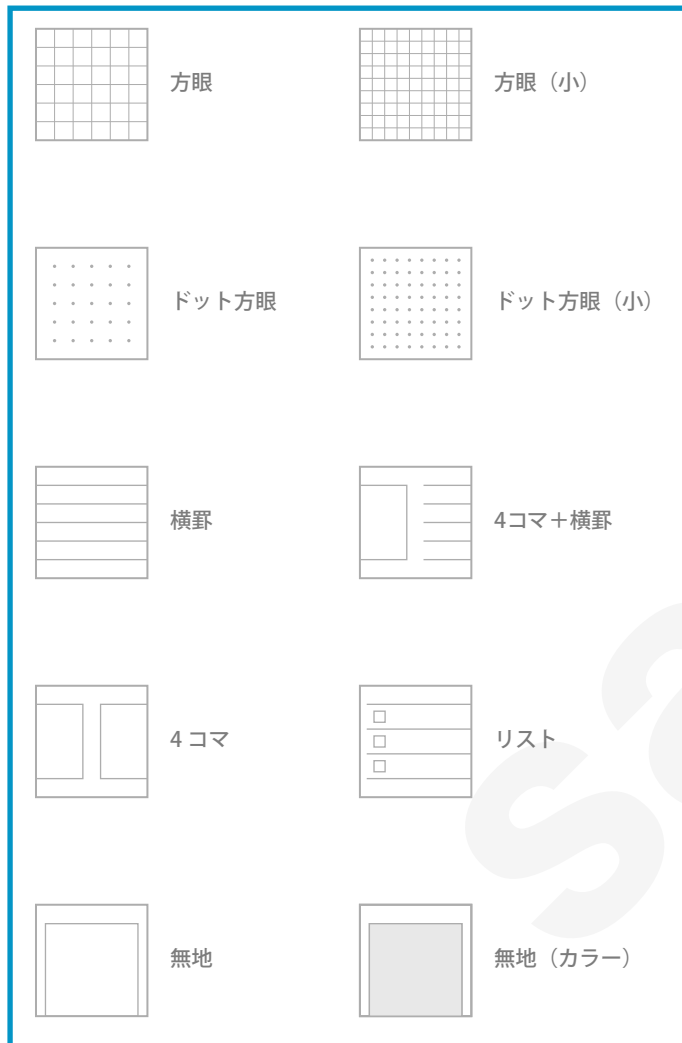 方眼
方眼（小）
ドット方眼
ドット方眼（小）
横罫
4コマ＋横罫
4 コマ
リスト
無地
無地（カラー）
sa